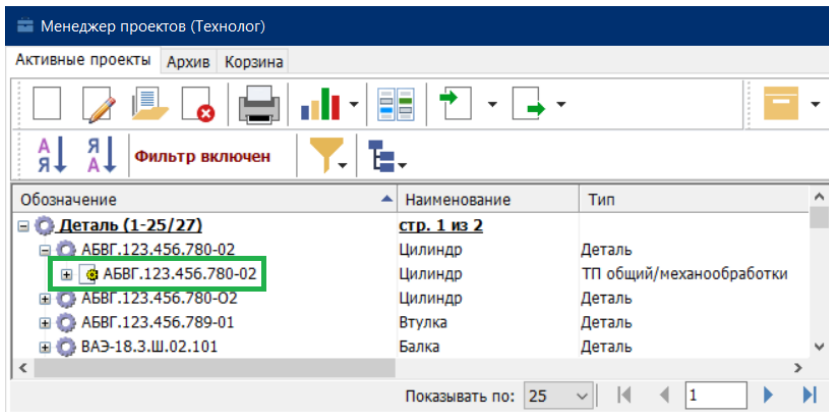 Менеджер проектов (Технолог)
Активные проекты Архив Корзина
А Я Я А Фильтр включен
Обозначение Наименование Тип
Деталь (1-25/27) стр. 1 из 2
АБВГ.123.456.780-02 Цилиндр Деталь
АБВГ.123.456.780-02 Цилиндр ТП общий/механообработки
АБВГ.123.456.780-О2 Цилиндр Деталь
АБВГ.123.456.789-01 Втулка Деталь
ВАЭ-18.3.Ш.02.101 Балка Деталь
Показывать по: 25 1